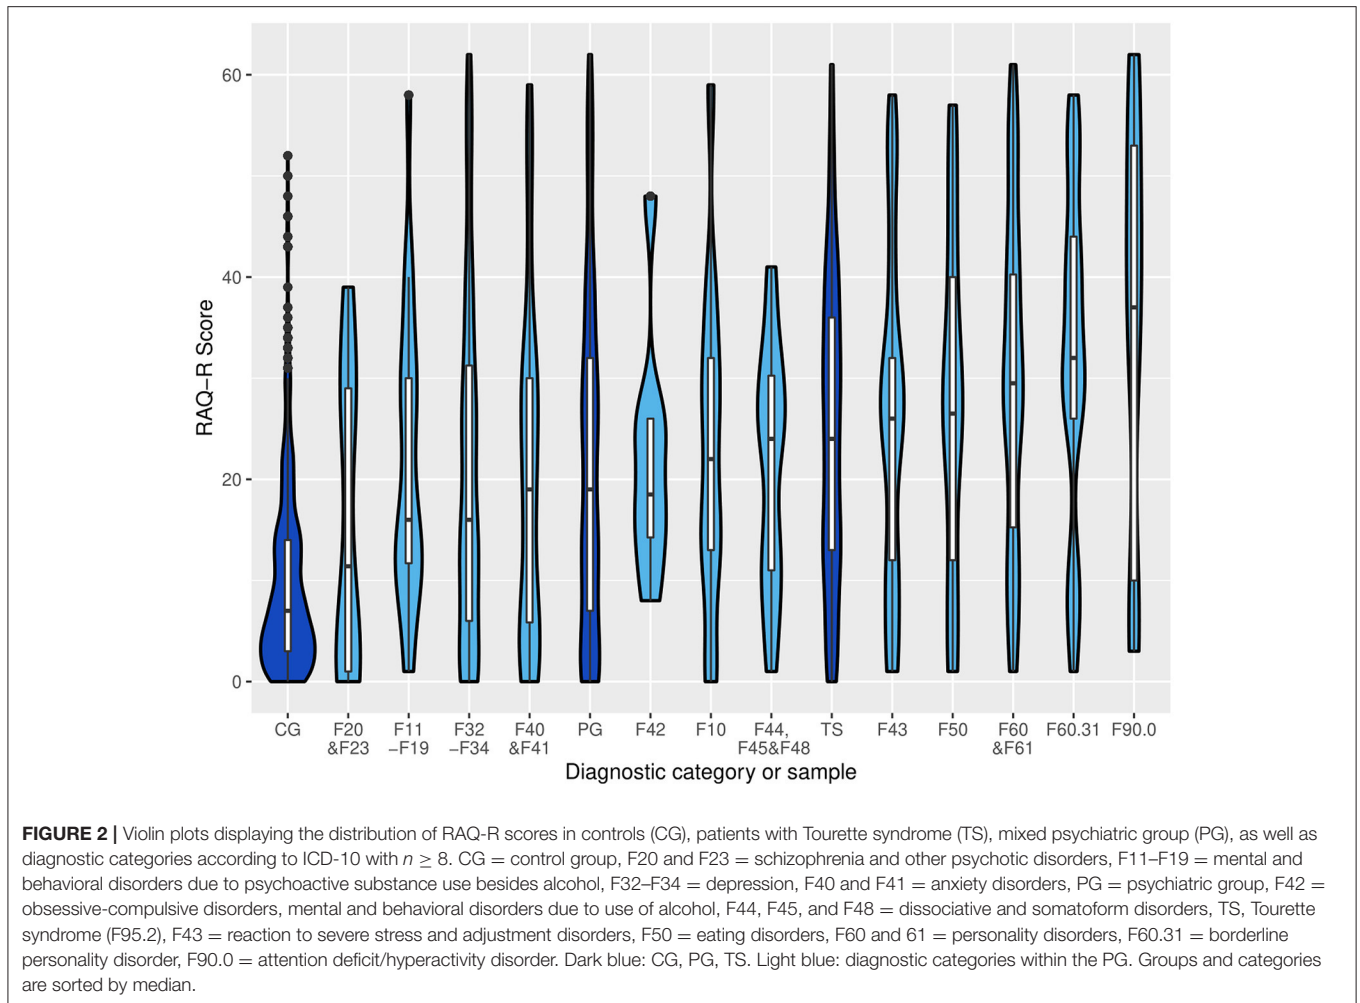 60
40
20
0
RAQ−R Score
CG F20 F11 F32 F40 PG F42 F10 F44, TS F43 F50 F60 F60.31 F90.0
&F23 −F19 −F34 &F41 F45&F48 &F61
Diagnostic category or sample
FIGURE 2 | Violin plots displaying the distribution of RAQ-R scores in controls (CG), patients with Tourette syndrome (TS), mixed psychiatric group (PG), as well as
diagnostic categories according to ICD-10 with n ≥ 8. CG = control group, F20 and F23 = schizophrenia and other psychotic disorders, F11–F19 = mental and
behavioral disorders due to psychoactive substance use besides alcohol, F32–F34 = depression, F40 and F41 = anxiety disorders, PG = psychiatric group, F42 =
obsessive-compulsive disorders, mental and behavioral disorders due to use of alcohol, F44, F45, and F48 = dissociative and somatoform disorders, TS, Tourette
syndrome (F95.2), F43 = reaction to severe stress and adjustment disorders, F50 = eating disorders, F60 and 61 = personality disorders, F60.31 = borderline
personality disorder, F90.0 = attention deficit/hyperactivity disorder. Dark blue: CG, PG, TS. Light blue: diagnostic categories within the PG. Groups and categories
are sorted by median.